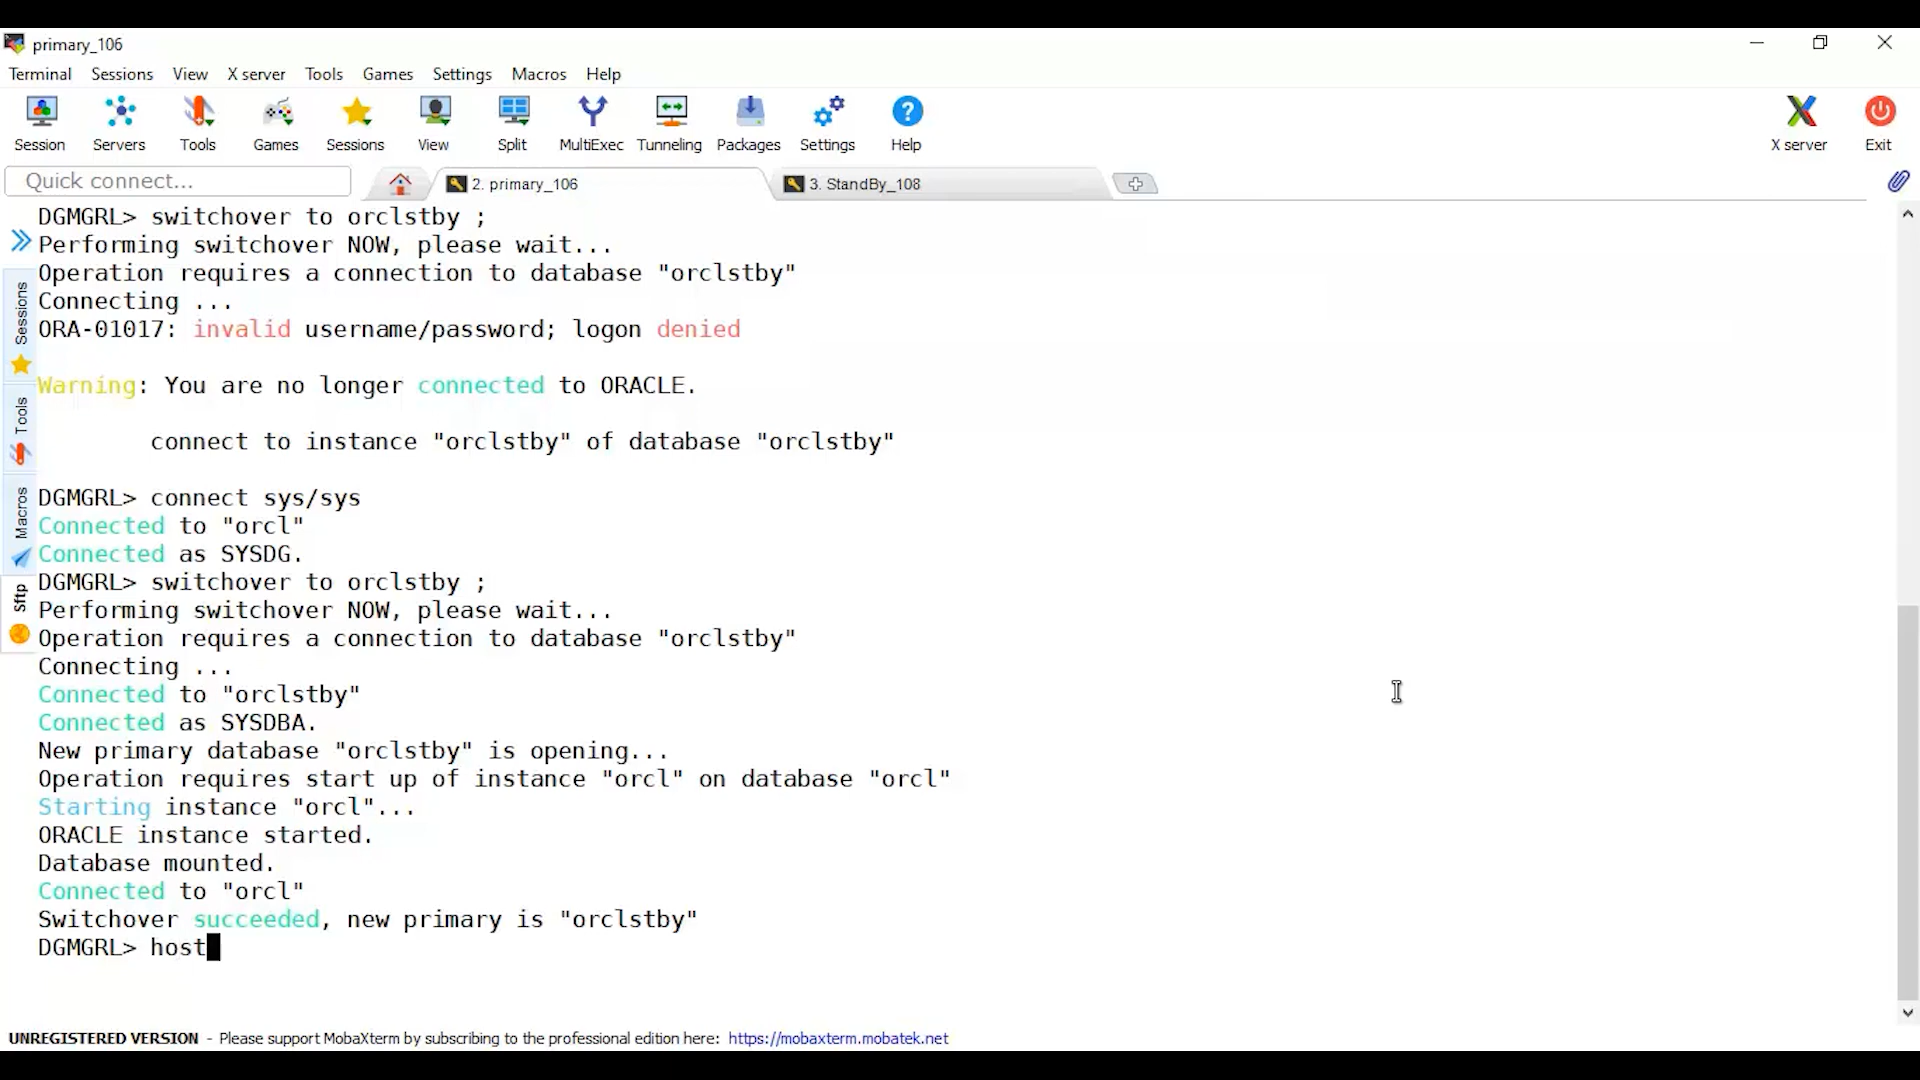 primary_106
Terminal Sessions View X server Tools Games Settings Macros Help
Session Servers Tools Games Sessions View Split MultiExec Tunneling Packages Settings Help X server Exit
Quick connect... 2. primary_106 3. StandBy_108
DGMGRL> switchover to orclstby ;
Performing switchover NOW, please wait...
Operation requires a connection to database "orclstby"
Connecting ...
ORA-01017: invalid username/password; logon denied
Warning: You are no longer connected to ORACLE.
connect to instance "orclstby" of database "orclstby"
DGMGRL> connect sys/sys
Connected to "orcl"
Connected as SYSDG.
DGMGRL> switchover to orclstby ;
Performing switchover NOW, please wait...
Operation requires a connection to database "orclstby"
Connecting ...
Connected to "orclstby"
Connected as SYSDBA.
New primary database "orclstby" is opening...
Operation requires start up of instance "orcl" on database "orcl"
Starting instance "orcl"...
ORACLE instance started.
Database mounted.
Connected to "orcl"
Switchover succeeded, new primary is "orclstby"
DGMGRL> host
Sessions
Tools
Macros
Sftp
UNREGISTERED VERSION - Please support MobaXterm by subscribing to the professional edition here: https://mobaxterm.mobatek.net